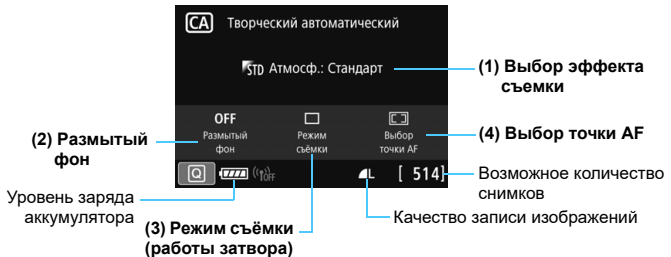 CA Творческий автоматический
STD Атмосф.: Стандарт
(1) Выбор эффекта
съемки
OFF
Размытый
фон
Режим
съёмки
Выбор
точки AF
(2) Размытый
фон
(4) Выбор точки AF
Q
OFF
L [ 514]
Возможное количество
снимков
Уровень заряда
аккумулятора
Качество записи изображений
(3) Режим съёмки
(работы затвора)